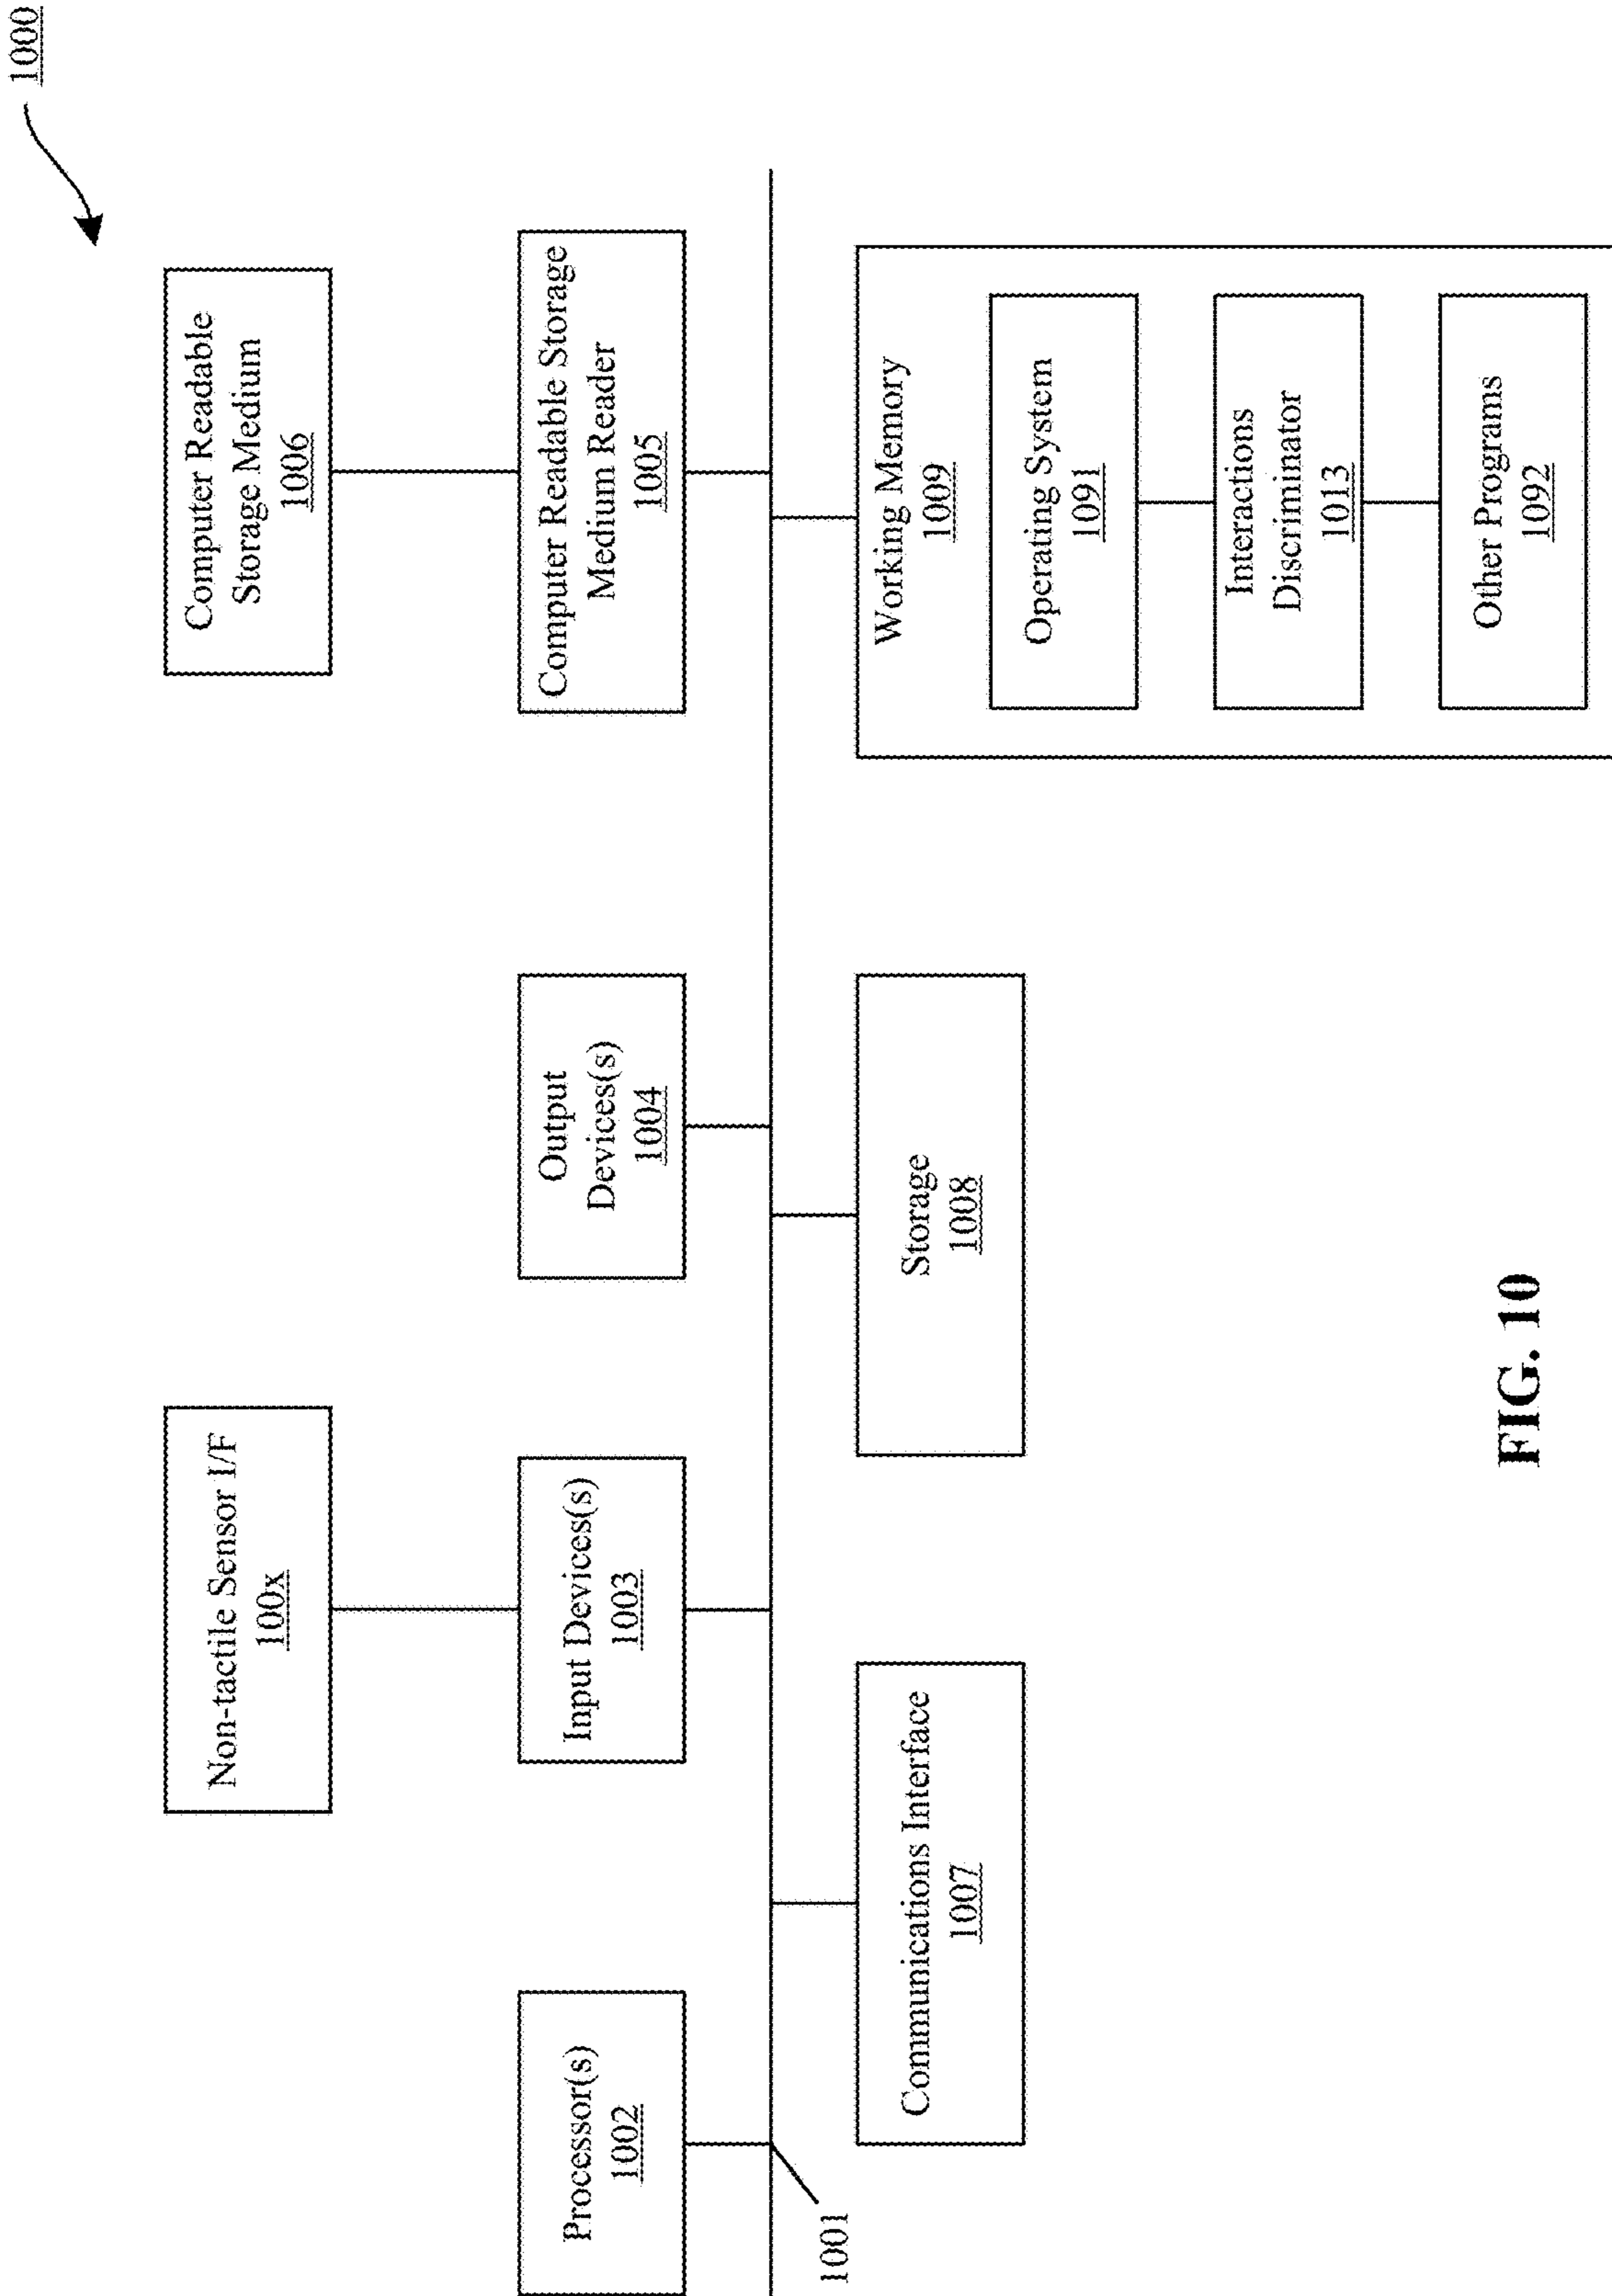 1000
Non-tactile Sensor I/F
100x
Computer Readable
Storage Medium
1006
Processor(s)
1002
Input Devices(s)
1003
Output
Devices(s)
1004
Computer Readable Storage
Medium Reader
1005
1001
Communications Interface
1007
Storage
1008
Working Memory
1009
Operating System
1091
Interactions
Discriminator
1013
Other Programs
1092
FIG. 10